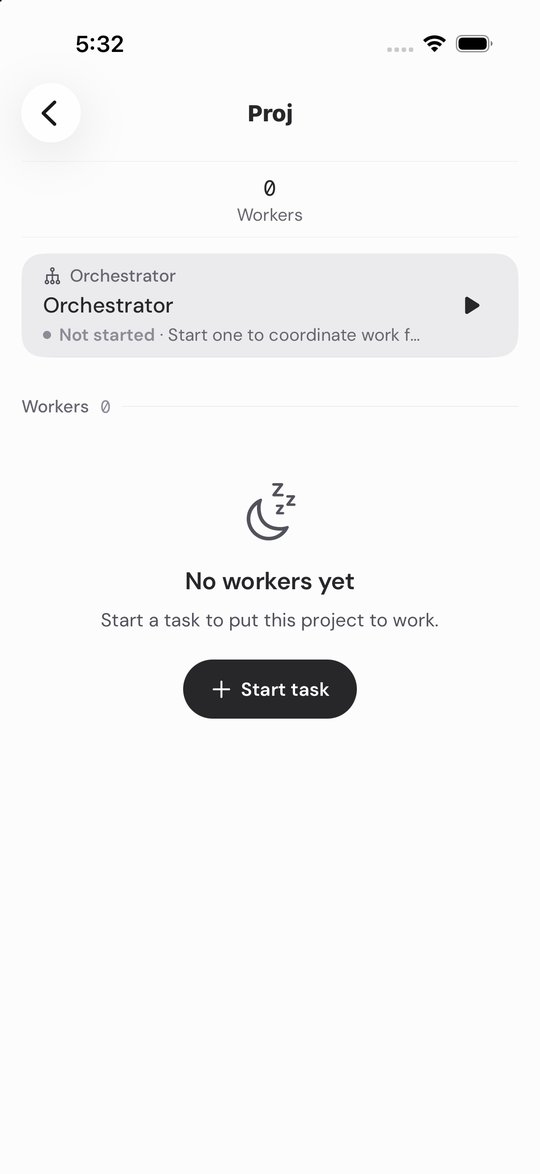 5:32
Proj
0
Workers
Orchestrator
Orchestrator
Not started · Start one to coordinate work f...
Workers 0
No workers yet
Start a task to put this project to work.
+ Start task